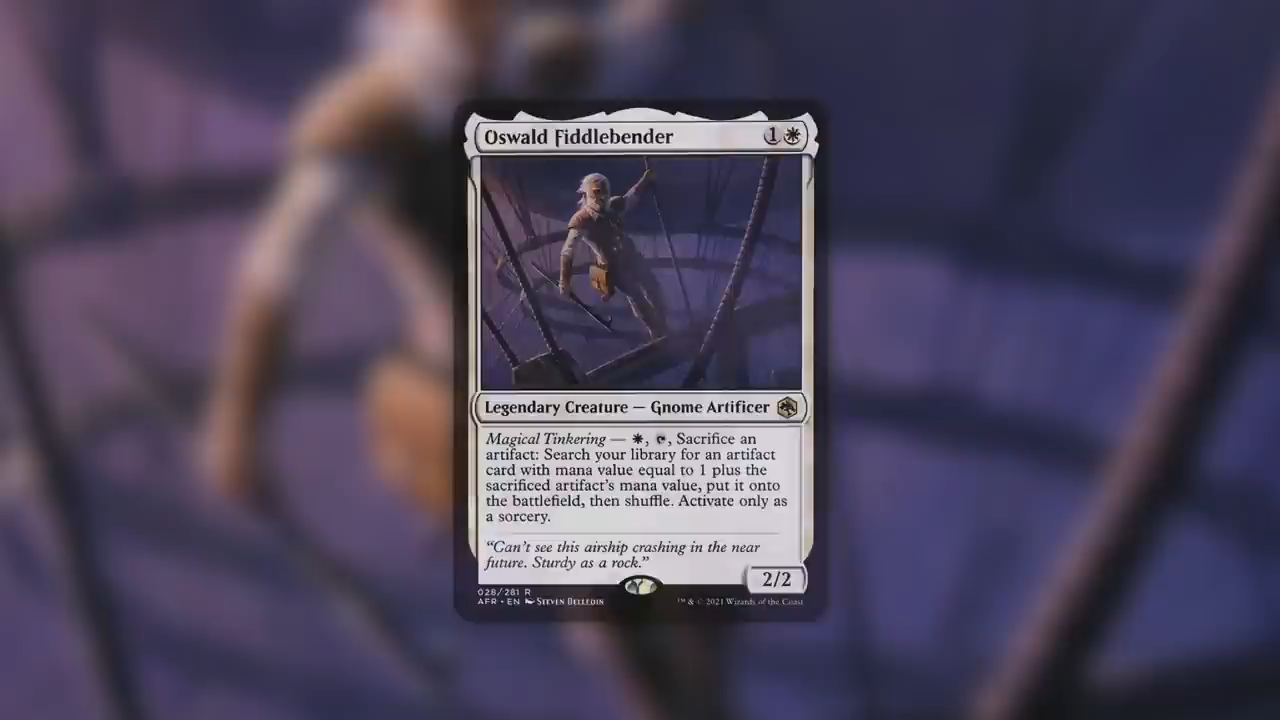 Oswald Fiddlebender 1
Legendary Creature — Gnome Artificer
Magical Tinkering — , , Sacrifice an
artifact: Search your library for an artifact
card with mana value equal to 1 plus the
sacrificed artifact's mana value, put it onto
the battlefield, then shuffle. Activate only as
a sorcery.
"Can't see this airship crashing in the near
future. Sturdy as a rock."
2/2
028/281 R
AFR • EN Steven Belledin ™ & © 2021 Wizards of the Coast